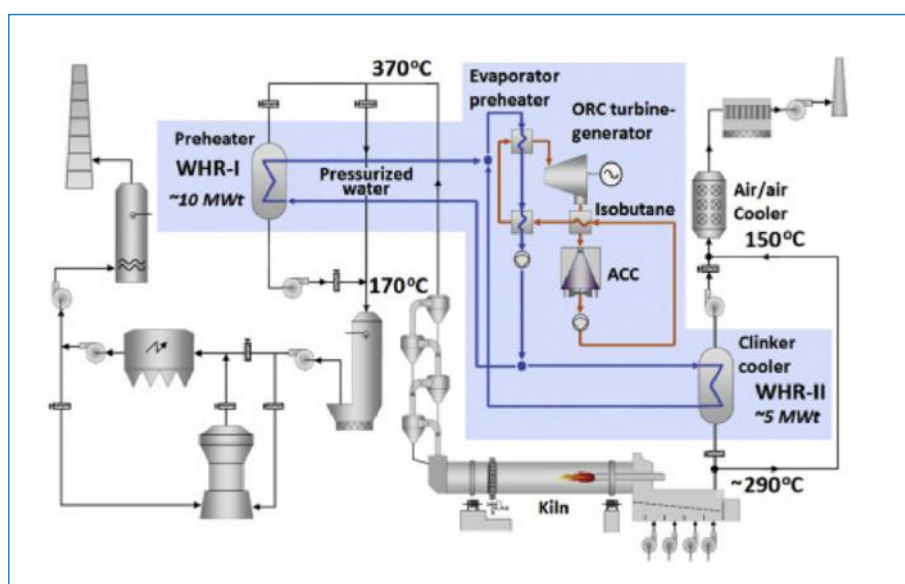 370°C
Evaporator
preheater
ORC turbine-
generator
Preheater
WHR-I
~10 MWt
Pressurized
water
Isobutane
Air/air
Cooler
150°C
170°C
ACC
Clinker
cooler
WHR-II
~5 MWt
~290°C
Kiln